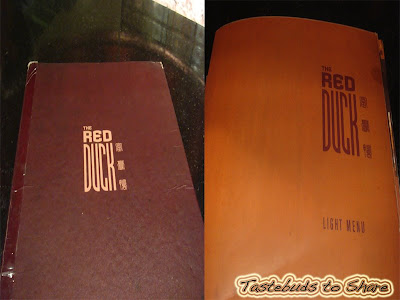 THE
RED
DUCK
THE
RED
DUCK
LIGHT MENU
Tastebuds to Share